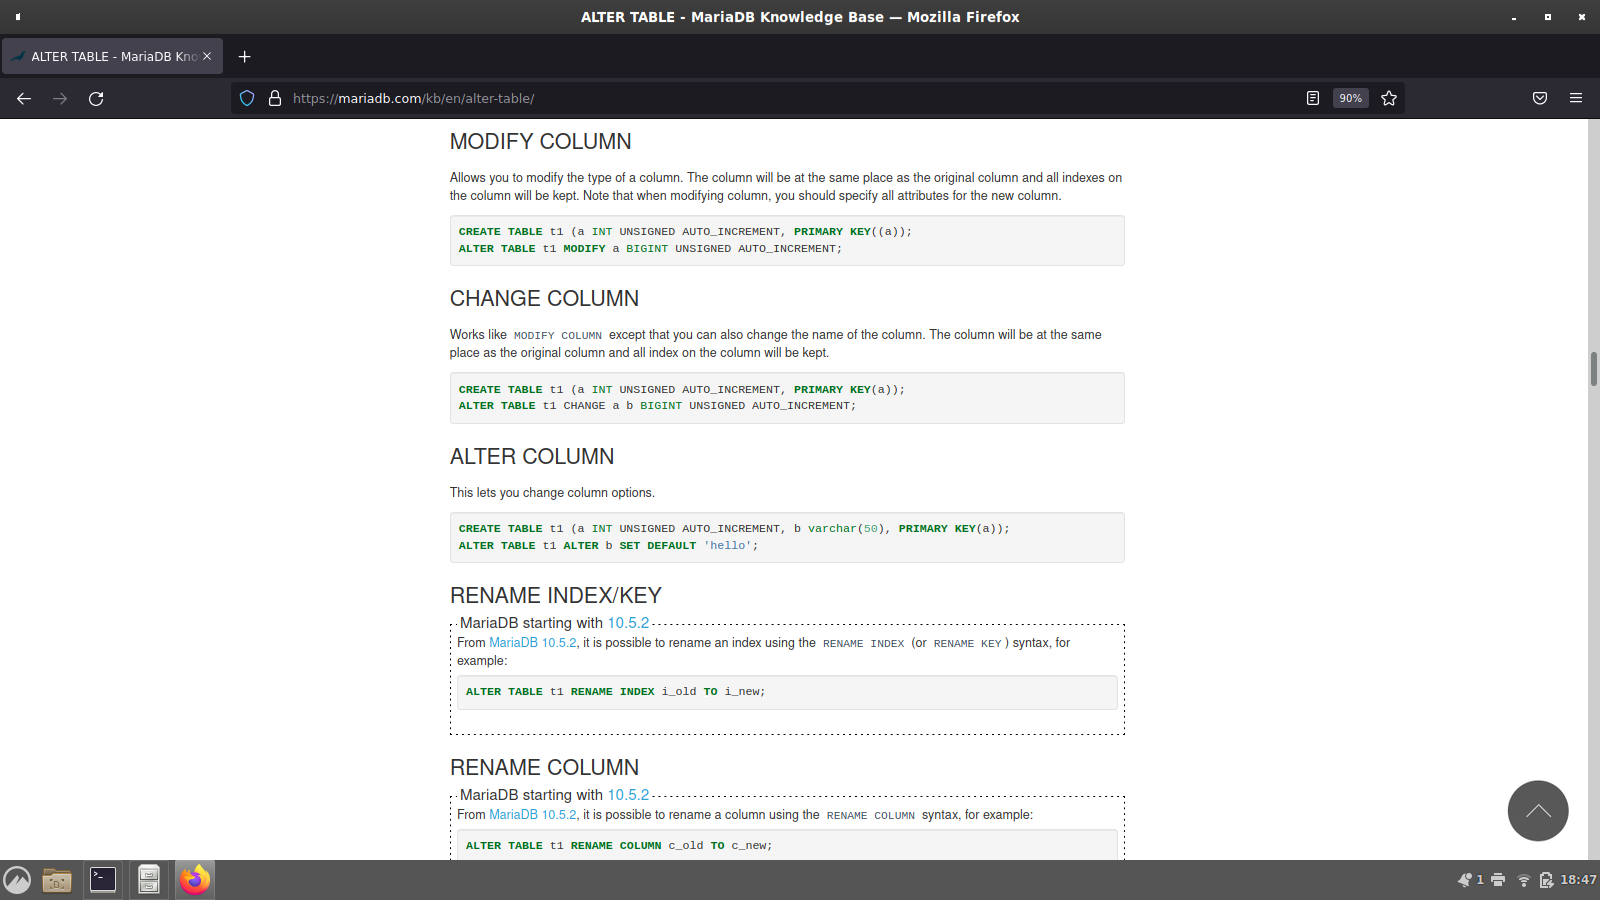 ALTER TABLE - MariaDB Knowledge Base — Mozilla Firefox
ALTER TABLE - MariaDB Kno
https://mariadb.com/kb/en/alter-table/
90%
MODIFY COLUMN
Allows you to modify the type of a column. The column will be at the same place as the original column and all indexes on
the column will be kept. Note that when modifying column, you should specify all attributes for the new column.
CREATE TABLE t1 (a INT UNSIGNED AUTO_INCREMENT, PRIMARY KEY((a));
ALTER TABLE t1 MODIFY a BIGINT UNSIGNED AUTO_INCREMENT;
CHANGE COLUMN
Works like MODIFY COLUMN except that you can also change the name of the column. The column will be at the same
place as the original column and all index on the column will be kept.
CREATE TABLE t1 (a INT UNSIGNED AUTO_INCREMENT, PRIMARY KEY(a));
ALTER TABLE t1 CHANGE a b BIGINT UNSIGNED AUTO_INCREMENT;
ALTER COLUMN
This lets you change column options.
CREATE TABLE t1 (a INT UNSIGNED AUTO_INCREMENT, b varchar(50), PRIMARY KEY(a));
ALTER TABLE t1 ALTER b SET DEFAULT 'hello';
RENAME INDEX/KEY
MariaDB starting with 10.5.2
From MariaDB 10.5.2, it is possible to rename an index using the RENAME INDEX (or RENAME KEY) syntax, for
example:
ALTER TABLE t1 RENAME INDEX i_old TO i_new;
RENAME COLUMN
MariaDB starting with 10.5.2
From MariaDB 10.5.2, it is possible to rename a column using the RENAME COLUMN syntax, for example:
ALTER TABLE t1 RENAME COLUMN c_old TO c_new;
1
18:47